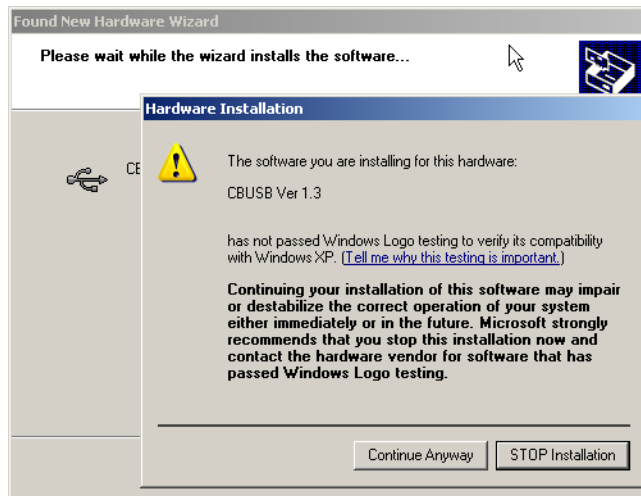 Found New Hardware Wizard
Please wait while the wizard installs the software...
Hardware Installation
The software you are installing for this hardware:
CBUSB Ver 1.3
has not passed Windows Logo testing to verify its compatibility
with Windows XP. (Tell me why this testing is important.)
Continuing your installation of this software may impair
or destabilize the correct operation of your system
either immediately or in the future. Microsoft strongly
recommends that you stop this installation now and
contact the hardware vendor for software that has
passed Windows Logo testing.
Continue Anyway
STOP Installation